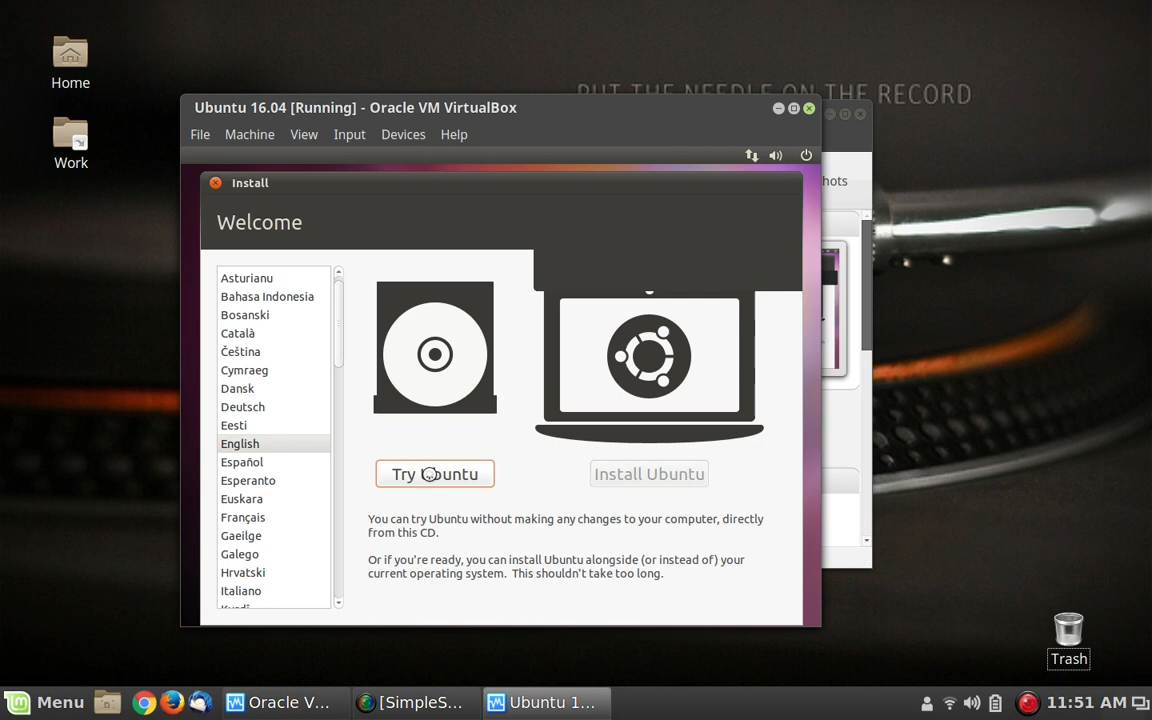 PUT THE NEEDLE ON THE RECORD
Home
Work
Ubuntu 16.04 [Running] - Oracle VM VirtualBox
File Machine View Input Devices Help
hots
Install
Welcome
Asturianu
Bahasa Indonesia
Bosanski
Català
Čeština
Cymraeg
Dansk
Deutsch
Eesti
English
Español
Esperanto
Euskara
Français
Gaeilge
Galego
Hrvatski
Italiano
Try Ubuntu
Install Ubuntu
You can try Ubuntu without making any changes to your computer, directly
from this CD.
Or if you're ready, you can install Ubuntu alongside (or instead of) your
current operating system. This shouldn't take too long.
Trash
Menu
Oracle V...
[SimpleS...
Ubuntu 1...
11:51 AM